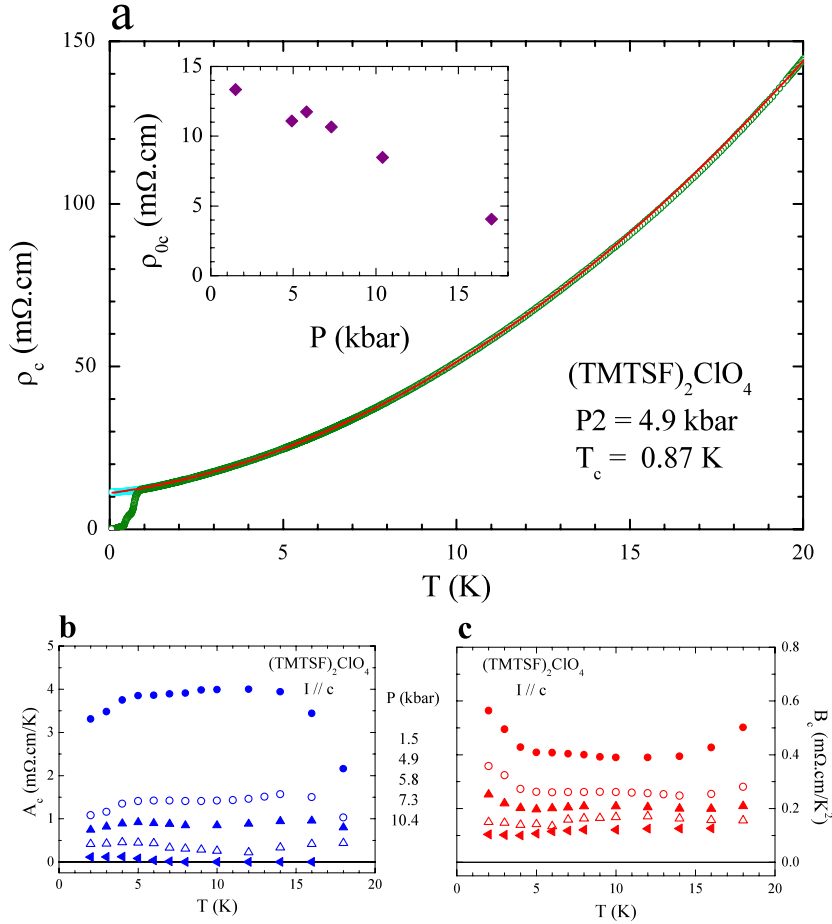 a
150
100
50
0
ρ0c (mΩ.cm)
15
10
5
0
0 5 10 15
P (kbar)
ρc (mΩ.cm)
(TMTSF)2ClO4
P2 = 4.9 kbar
Tc = 0.87 K
0 5 10 15 20
T (K)
b
5
4
3
2
1
0
Ac (mΩ.cm/K)
(TMTSF)2ClO4
I // c
0 5 10 15 20
T (K)
P (kbar)
1.5
4.9
5.8
7.3
10.4
c
(TMTSF)2ClO4
I // c
0.8
0.6
0.4
0.2
0.0
Bc (mΩ.cm/K²)
0 5 10 15 20
T (K)